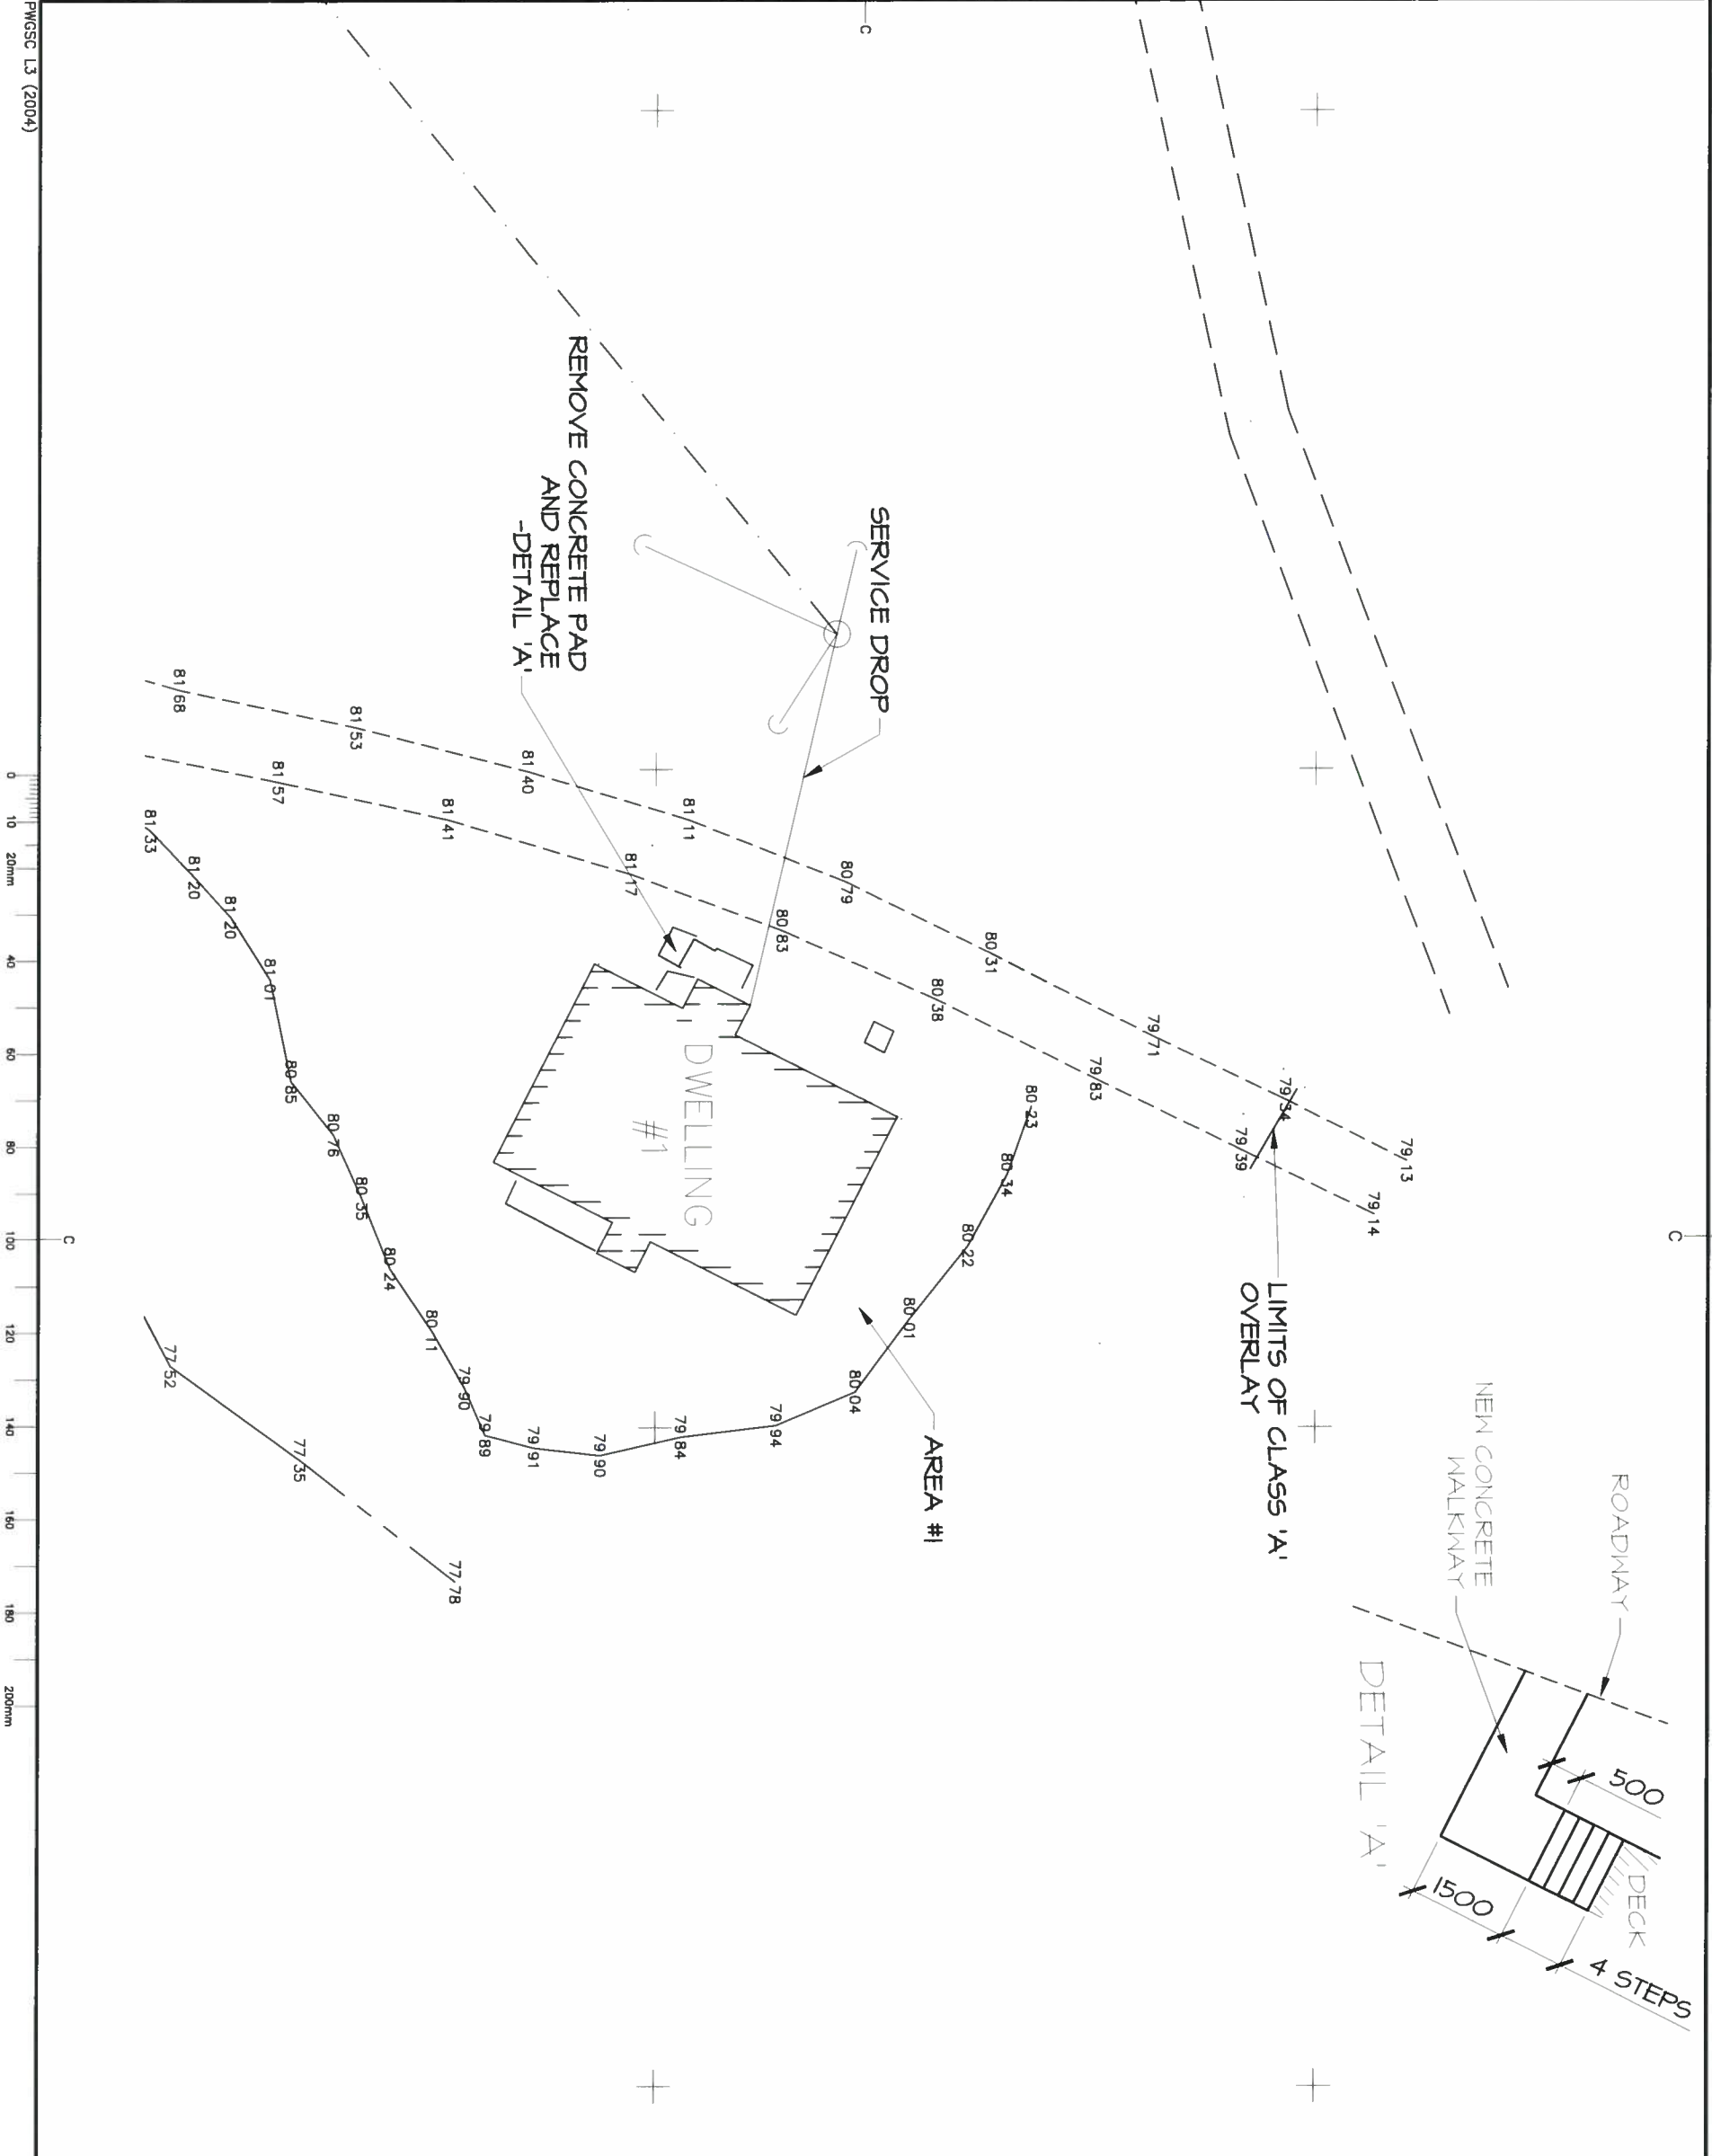 ROADWAY
NEW CONCRETE
WALKWAY
500
DECK
1500
4 STEPS
DETAIL 'A'
C
C
C
LIMITS OF CLASS 'A'
OVERLAY
AREA #1
SERVICE DROP
REMOVE CONCRETE PAD
AND REPLACE
-DETAIL 'A'
DWELLING
#1
79.13
79.14
79.34
79.39
79.71
79.83
80.31
80.38
80.79
80.83
81.11
81.17
81.40
81.41
81.53
81.57
81.68
80.23
80.34
80.22
80.01
80.04
79.94
79.84
79.90
79.91
79.89
79.90
80.11
80.24
80.35
80.76
80.85
81.01
81.20
81.20
81.33
77.52
77.35
77.78
0 10 20mm 40 60 80 100 120 140 160 180 200mm
PWGSC L3 (2004)